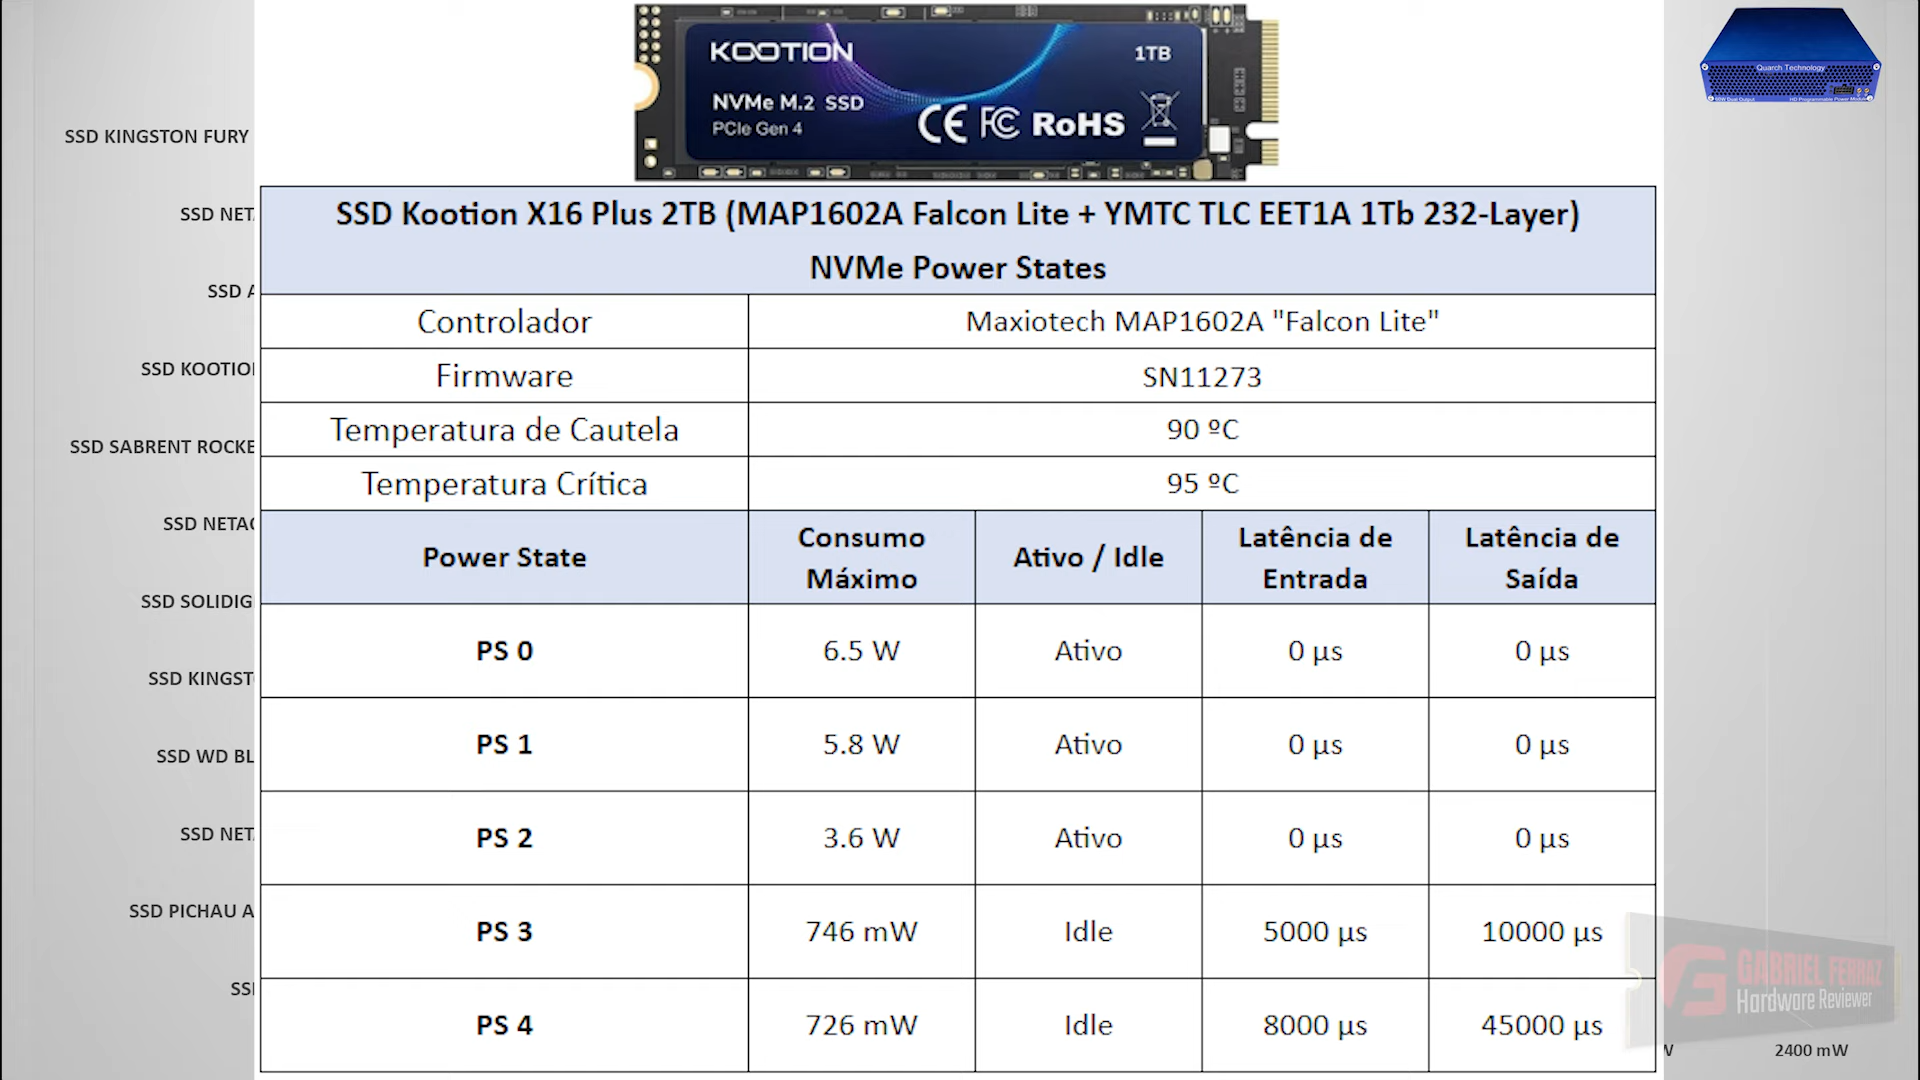 KOOTION
1TB
NVMe M.2 SSD
PCIe Gen 4
CE FC RoHS
Quarch Technology
SSD KINGSTON FURY
SSD NET
SSD A
SSD KOOTIO
SSD SABRENT ROCKE
SSD NETAC
SSD SOLIDIG
SSD KINGST
SSD WD BL
SSD NET
SSD PICHAU A
SSD Kootion X16 Plus 2TB (MAP1602A Falcon Lite + YMTC TLC EET1A 1Tb 232-Layer)
NVMe Power States
Controlador Maxiotech MAP1602A "Falcon Lite"
Firmware SN11273
Temperatura de Cautela 90 ºC
Temperatura Crítica 95 ºC
Power State Consumo Máximo Ativo / Idle Latência de Entrada Latência de Saída
PS 0 6.5 W Ativo 0 µs 0 µs
PS 1 5.8 W Ativo 0 µs 0 µs
PS 2 3.6 W Ativo 0 µs 0 µs
PS 3 746 mW Idle 5000 µs 10000 µs
PS 4 726 mW Idle 8000 µs 45000 µs
GABRIEL FERRAZ
Hardware Reviewer
2400 mW